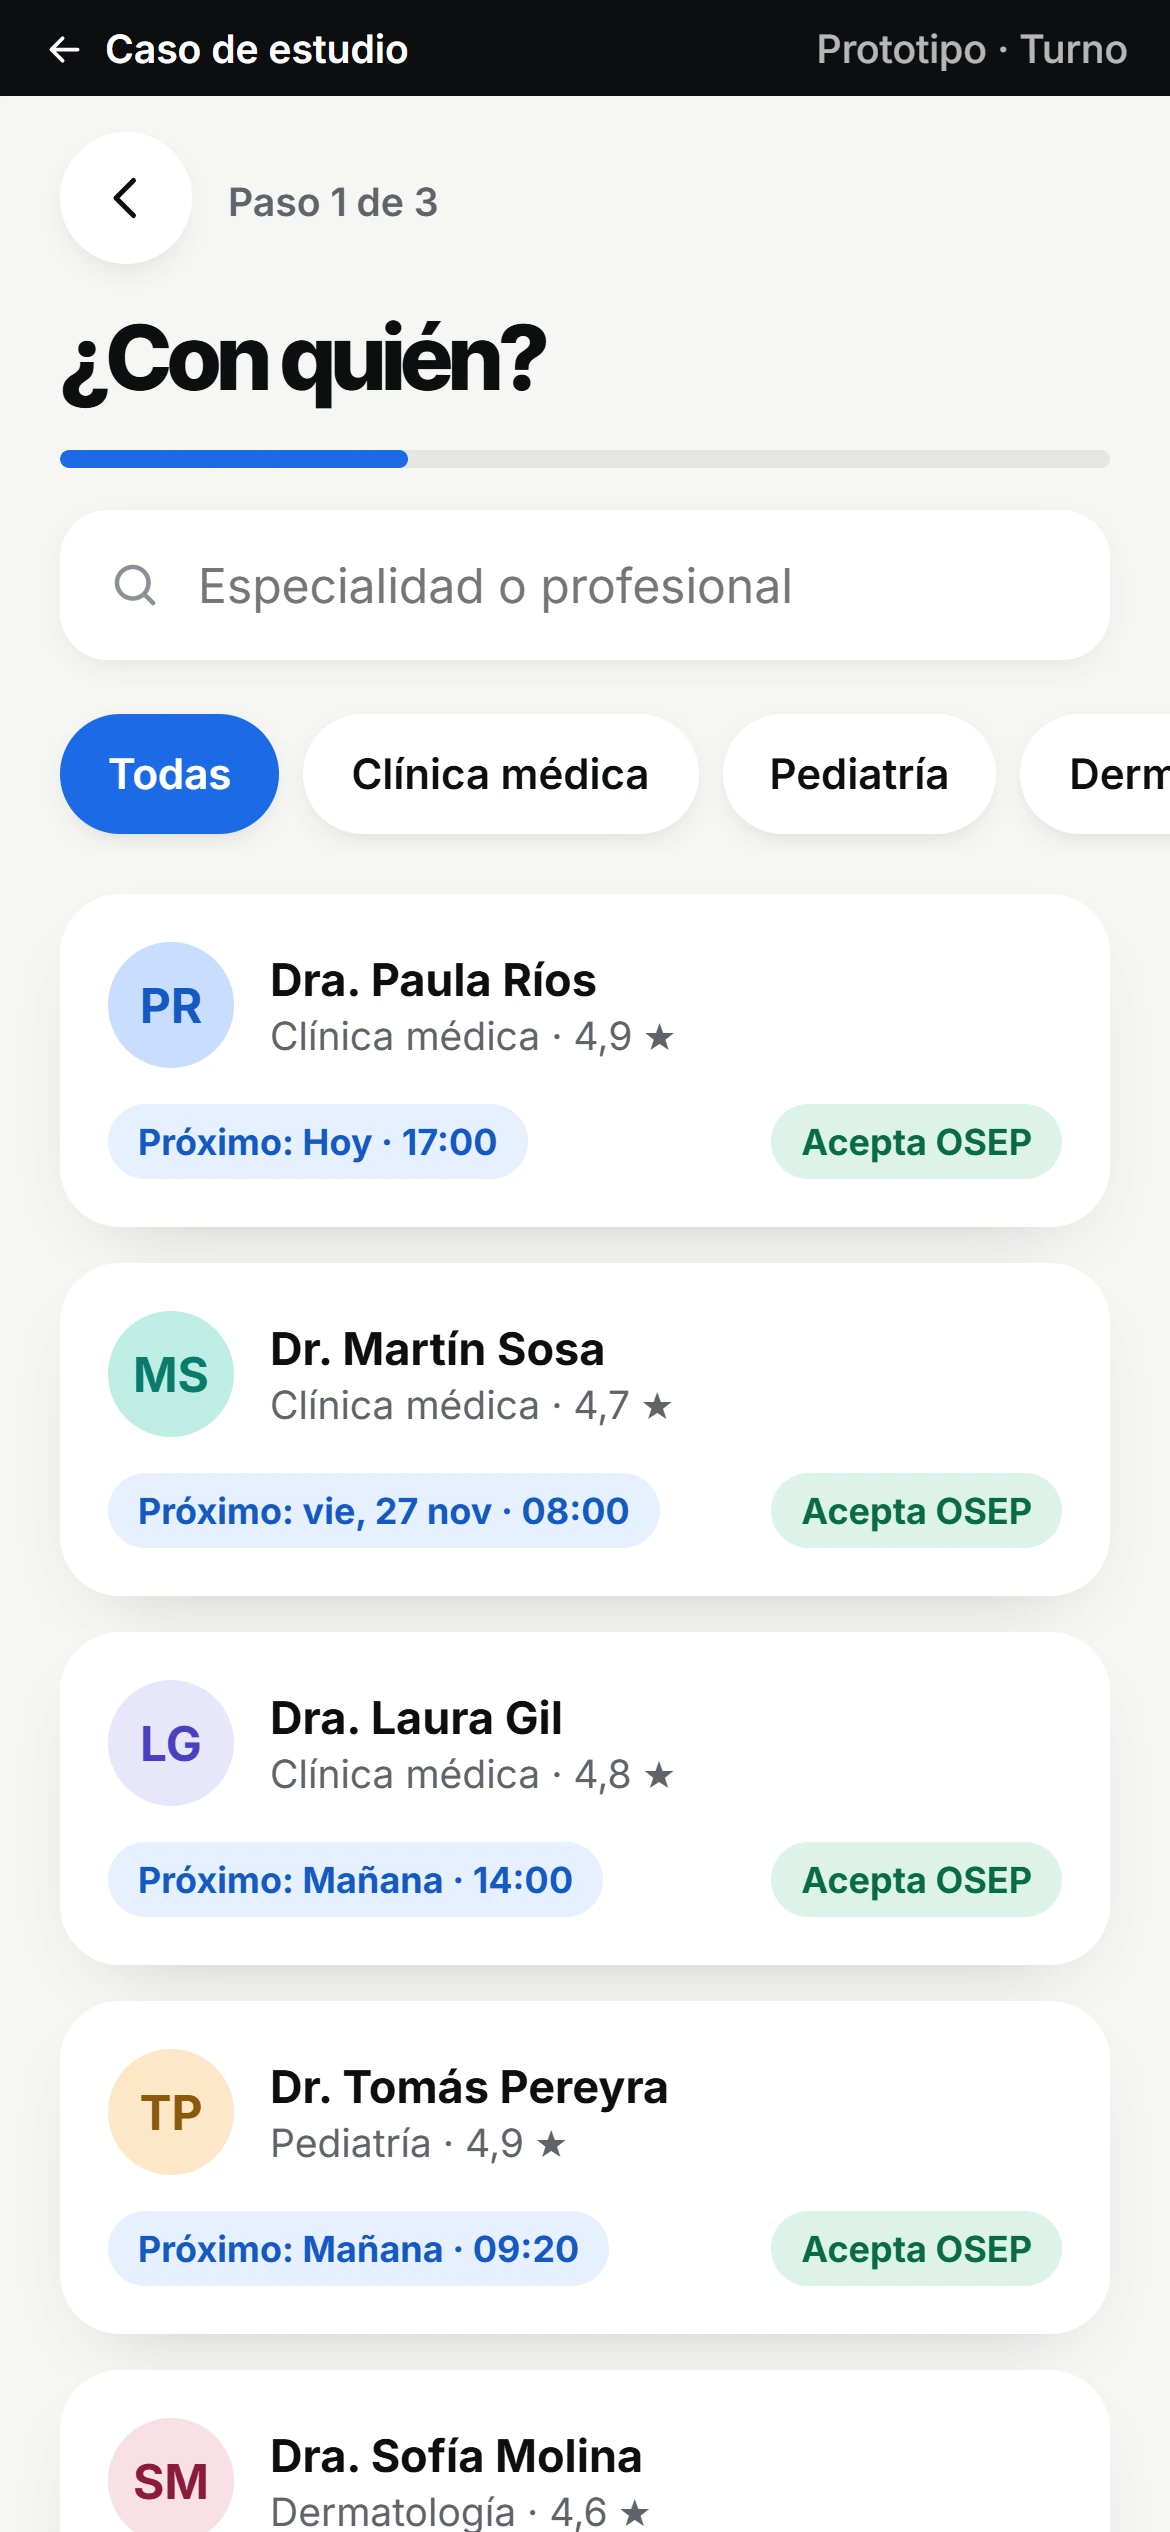 ← Caso de estudio
Prototipo · Turno
Paso 1 de 3
¿Con quién?
Especialidad o profesional
Todas
Clínica médica
Pediatría
Derm
PR
Dra. Paula Ríos
Clínica médica · 4,9 ★
Próximo: Hoy · 17:00
Acepta OSEP
MS
Dr. Martín Sosa
Clínica médica · 4,7 ★
Próximo: vie, 27 nov · 08:00
Acepta OSEP
LG
Dra. Laura Gil
Clínica médica · 4,8 ★
Próximo: Mañana · 14:00
Acepta OSEP
TP
Dr. Tomás Pereyra
Pediatría · 4,9 ★
Próximo: Mañana · 09:20
Acepta OSEP
SM
Dra. Sofía Molina
Dermatología · 4,6 ★